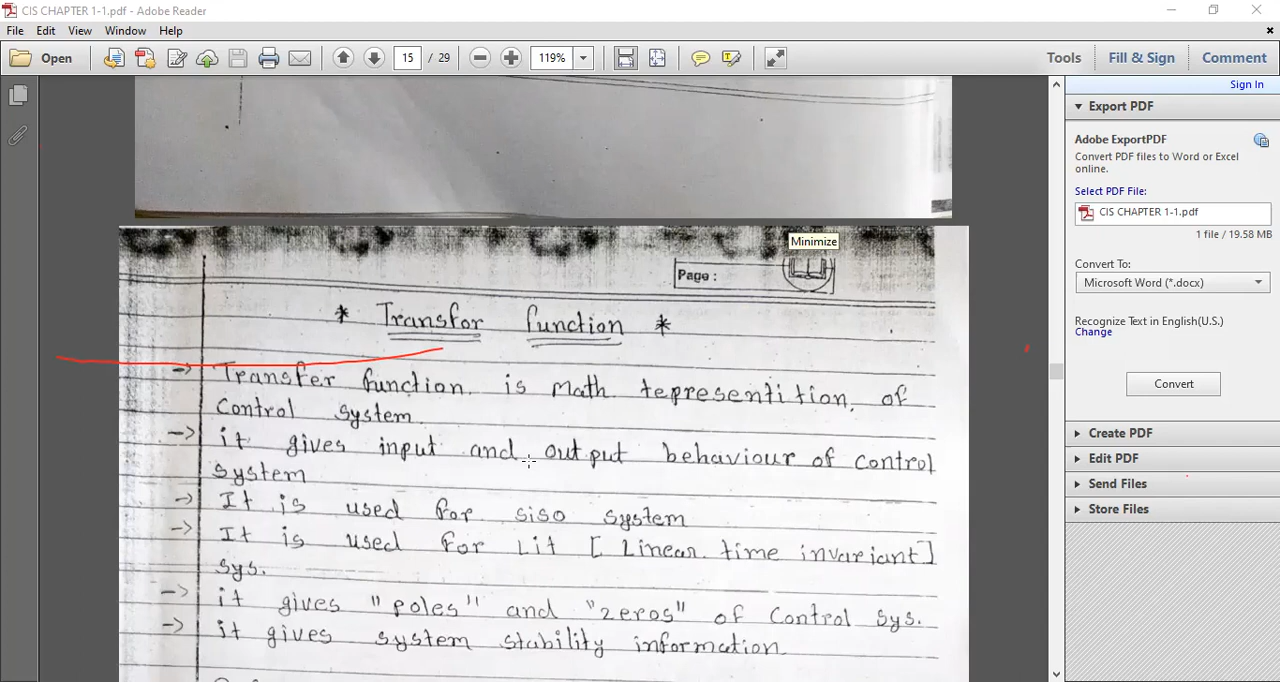 CIS CHAPTER 1-1.pdf - Adobe Reader
File Edit View Window Help
Open 15 / 29 119% Tools Fill & Sign Comment
Sign In
Export PDF
Adobe ExportPDF
Convert PDF files to Word or Excel
online.
Select PDF File:
CIS CHAPTER 1-1.pdf
1 file / 19.58 MB
Convert To:
Microsoft Word (*.docx)
Recognize Text in English(U.S.)
Change
Convert
Create PDF
Edit PDF
Send Files
Store Files
Minimize
Page :
* Transfor function *
-> Transfer function is math tepresentition of
Control system
-> it gives input and output behaviour of control
system
-> It is used for siso system
-> It is used for Lit [ Linear time invariant ]
sys.
-> it gives "poles" and "zeros" of Control sys.
-> it gives system stability information.